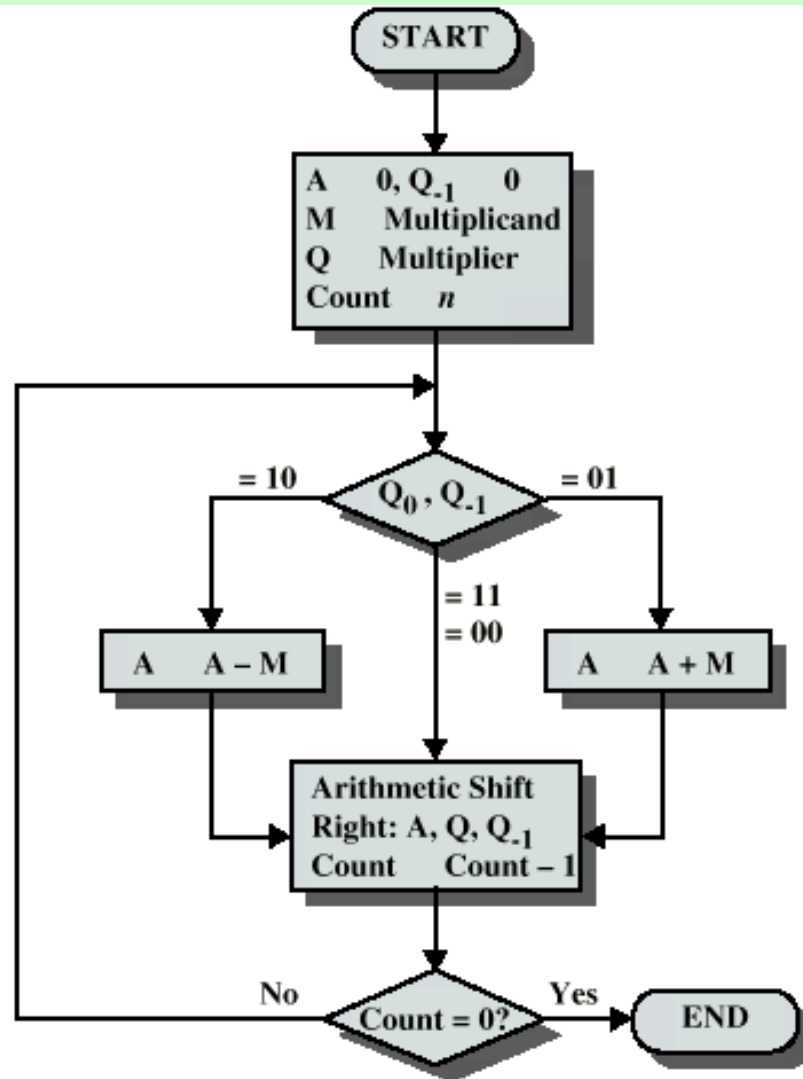 START
A 0, Q-1 0
M Multiplicand
Q Multiplier
Count n
= 10
Q0 , Q-1
= 01
= 11
= 00
A A – M
A A + M
Arithmetic Shift
Right: A, Q, Q-1
Count Count – 1
No
Count = 0?
Yes
END